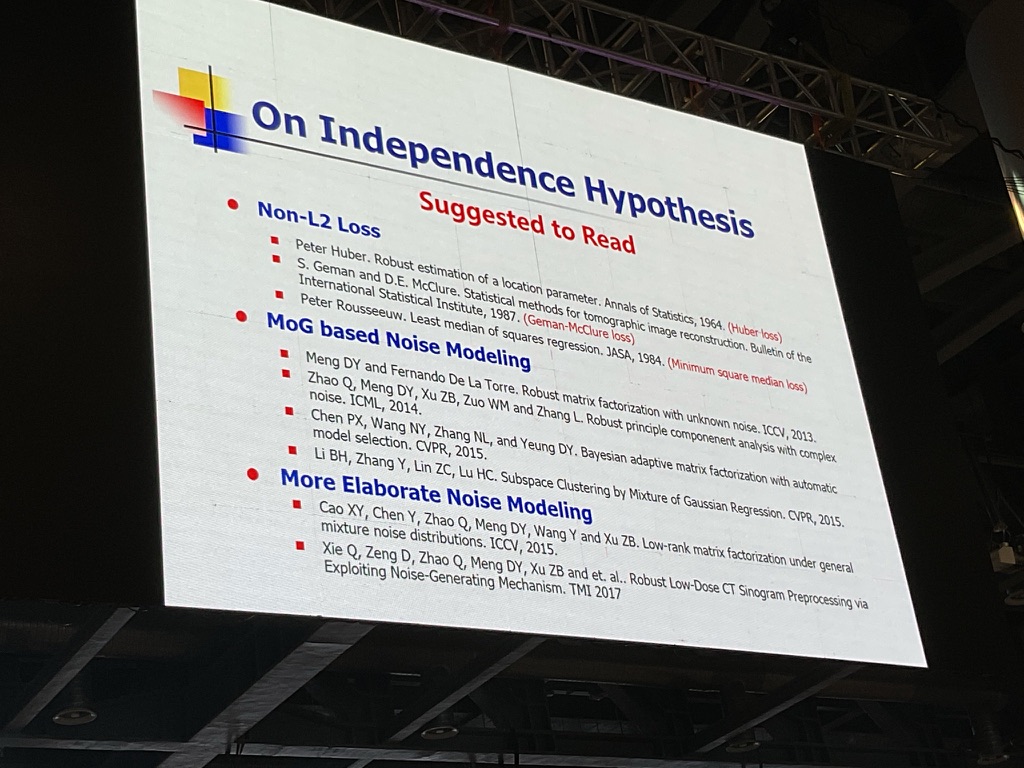 On Independence Hypothesis
Suggested to Read
Non-L2 Loss
Peter Huber. Robust estimation of a location parameter. Annals of Statistics, 1964. (Huber loss)
S. Geman and D.E. McClure. Statistical methods for tomographic image reconstruction. Bulletin of the
International Statistical Institute, 1987. (Geman-McClure loss)
Peter Rousseeuw. Least median of squares regression. JASA, 1984. (Minimum square median loss)
MoG based Noise Modeling
Meng DY and Fernando De La Torre. Robust matrix factorization with unknown noise. ICCV, 2013.
Zhao Q, Meng DY, Xu ZB, Zuo WM and Zhang L. Robust principle componenent analysis with complex
noise. ICML, 2014.
Chen PX, Wang NY, Zhang NL, and Yeung DY. Bayesian adaptive matrix factorization with automatic
model selection. CVPR, 2015.
Li BH, Zhang Y, Lin ZC, Lu HC. Subspace Clustering by Mixture of Gaussian Regression. CVPR, 2015.
More Elaborate Noise Modeling
Cao XY, Chen Y, Zhao Q, Meng DY, Wang Y and Xu ZB. Low-rank matrix factorization under general
mixture noise distributions. ICCV, 2015.
Xie Q, Zeng D, Zhao Q, Meng DY, Xu ZB and et. al.. Robust Low-Dose CT Sinogram Preprocessing via
Exploiting Noise-Generating Mechanism. TMI 2017